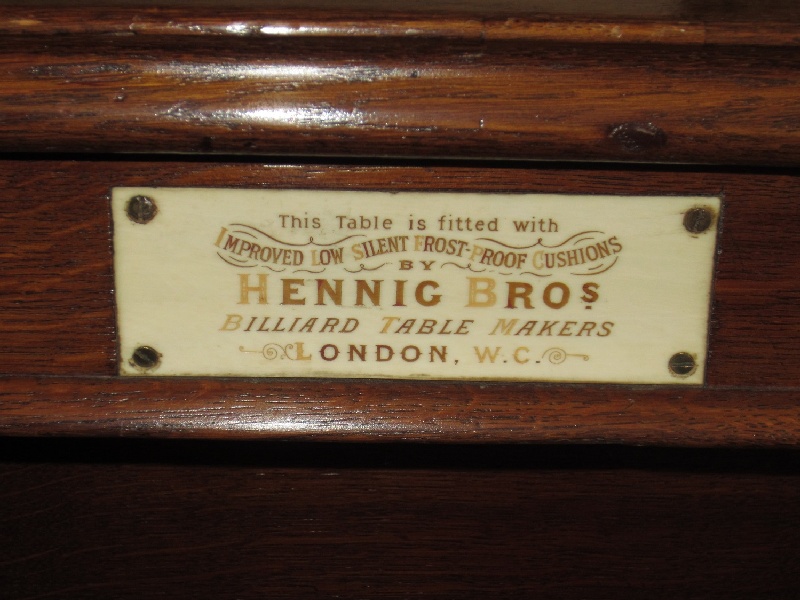 This Table is fitted with
IMPROVED LOW SILENT FROST-PROOF CUSHIONS
BY
HENNIG BROS
BILLIARD TABLE MAKERS
LONDON, W.C.